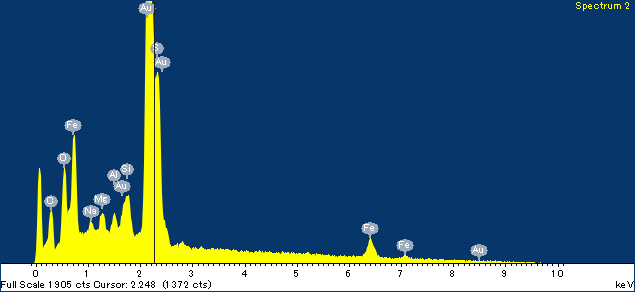 Spectrum 2
Au
S
Au
Fe
O
Si
Al
Au
C
Na
Mg
Fe
Fe
Au
0 1 2 3 4 5 6 7 8 9 10
Full Scale 1905 cts Cursor: 2.248 (1372 cts) keV